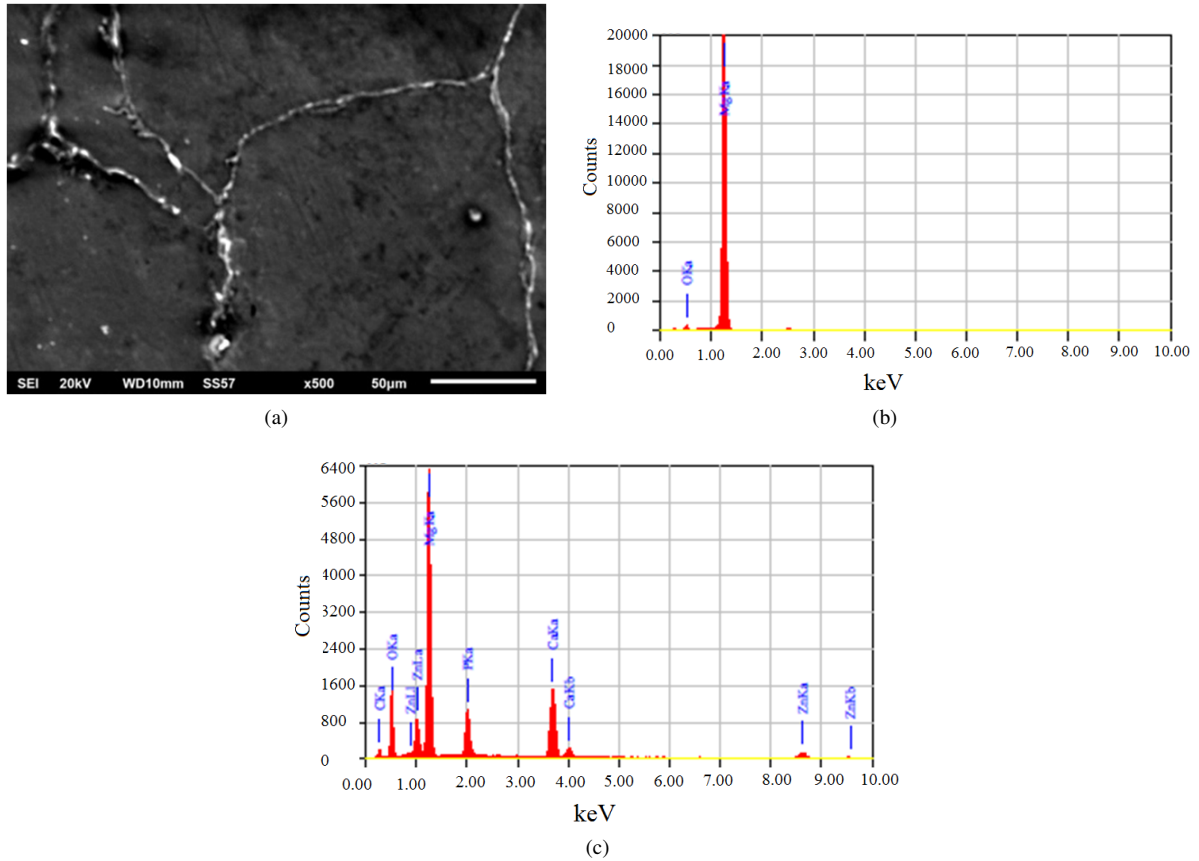 SEI 20kV WD10mm SS57 x500 50µm
(a)
20000
18000
16000
14000
12000
10000
8000
6000
4000
2000
0
Counts
MgKa
OKa
0.00 1.00 2.00 3.00 4.00 5.00 6.00 7.00 8.00 9.00 10.00
keV
(b)
6400
5600
4800
4000
3200
2400
1600
800
0
Counts
CKa
OKa
ZnLl
ZnLa
MgKa
PKa
CaKa
CaKb
ZnKa
ZnKb
0.00 1.00 2.00 3.00 4.00 5.00 6.00 7.00 8.00 9.00 10.00
keV
(c)